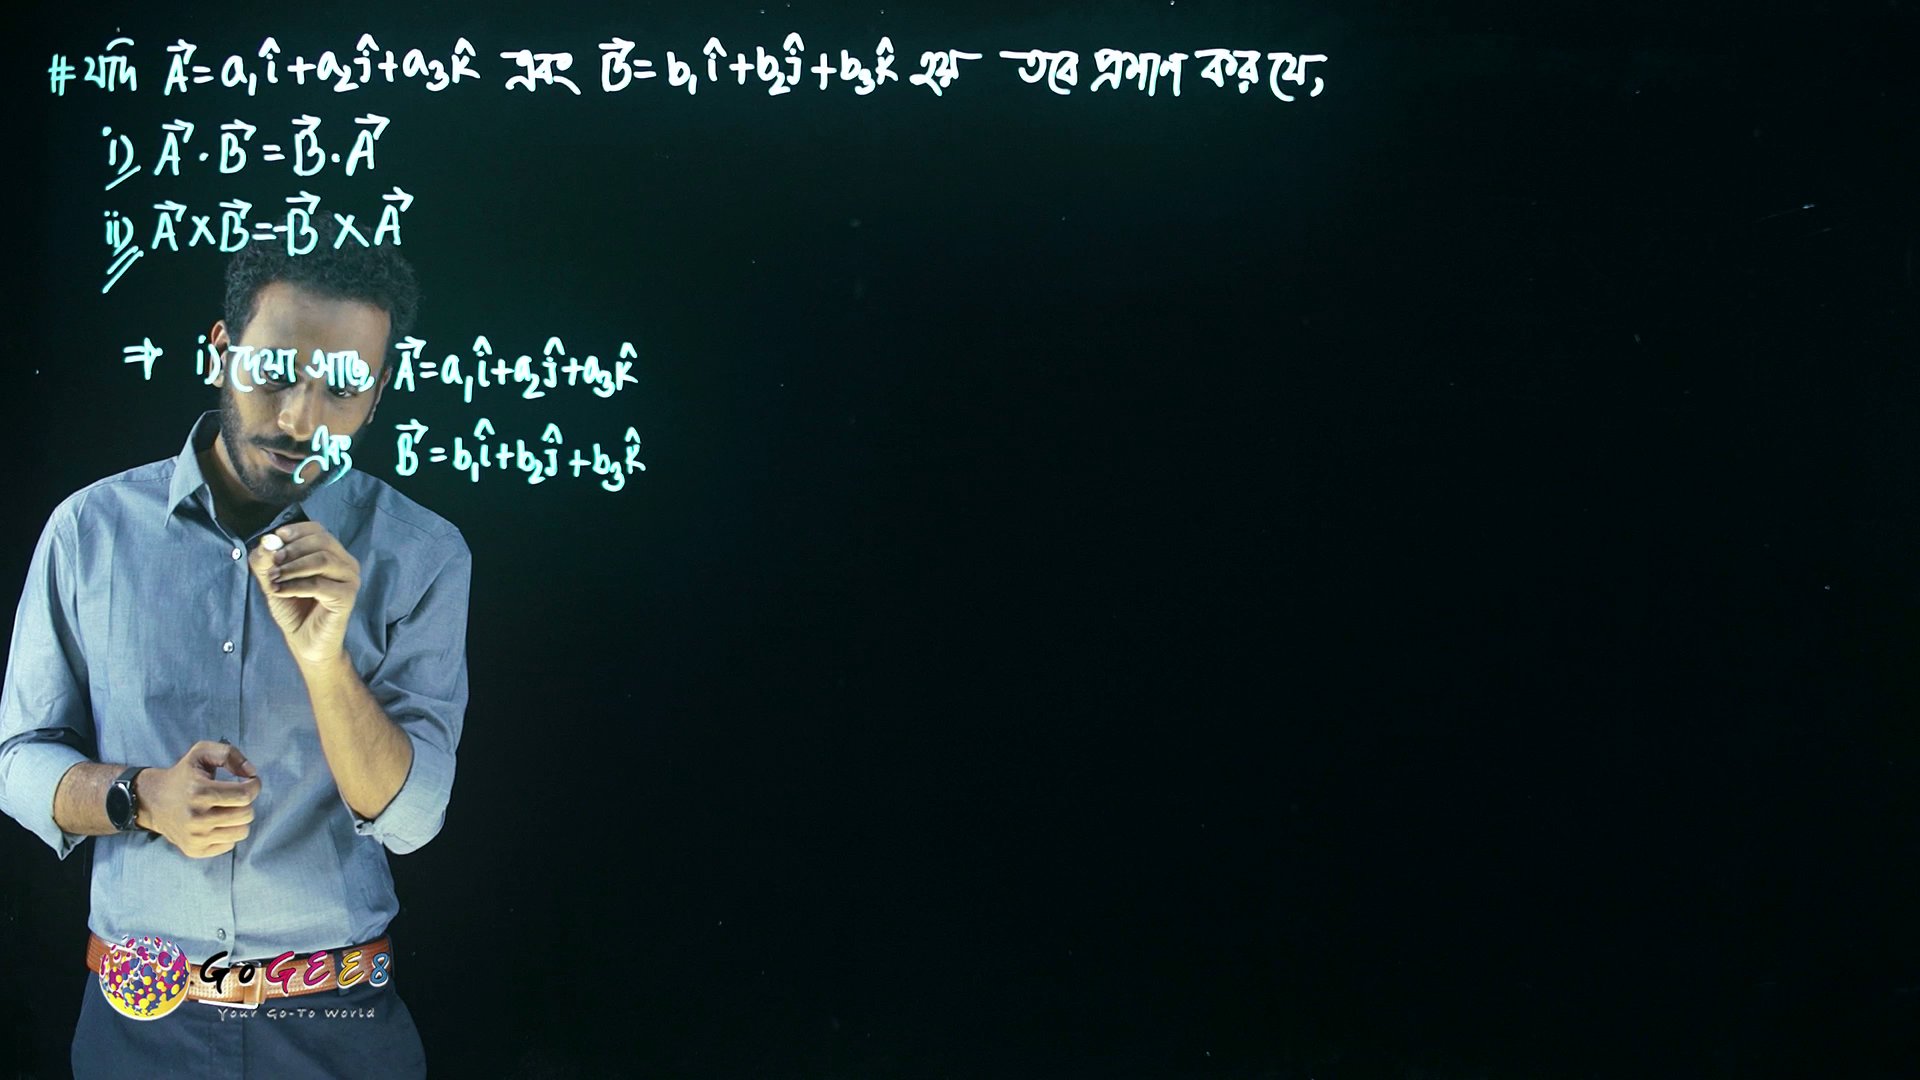 # যদি A⃗ = a₁î + a₂ĵ + a₃k̂ এবং B⃗ = b₁î + b₂ĵ + b₃k̂ হয় তবে প্রমাণ কর যে,
i) A⃗ · B⃗ = B⃗ · A⃗
ii) A⃗ × B⃗ = -B⃗ × A⃗
⇒ i) দেয়া আছে A⃗ = a₁î + a₂ĵ + a₃k̂
এবং B⃗ = b₁î + b₂ĵ + b₃k̂
GoGEE8
Your Go-To World